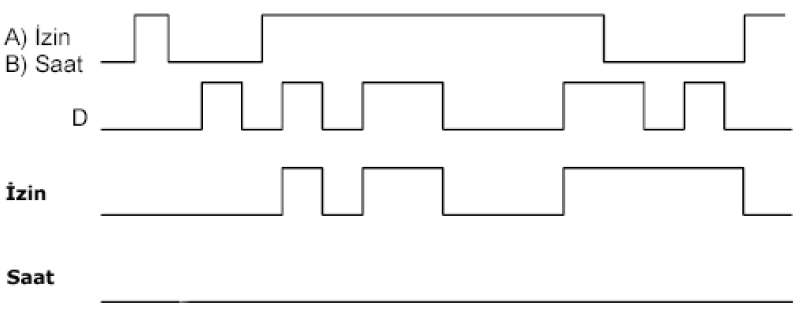 A) İzin
B) Saat
D
İzin
Saat